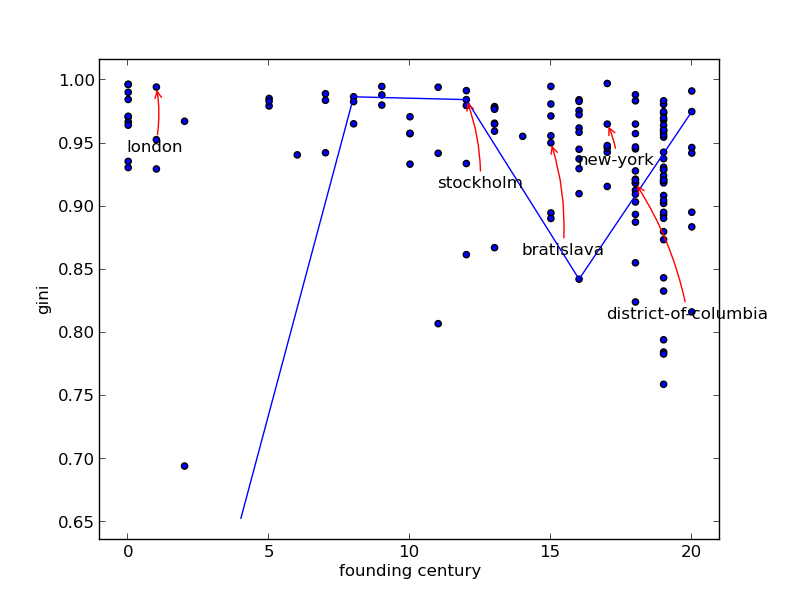 1.00
0.95
0.90
0.85
0.80
0.75
0.70
0.65
gini
london
stockholm
new-york
bratislava
district-of-columbia
0
5
10
15
20
founding century